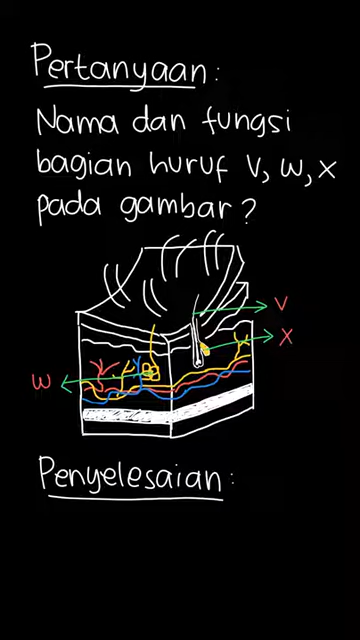 Pertanyaan:
Nama dan fungsi
bagian huruf V, W, X
pada gambar?
V
X
W
Penyelesaian: